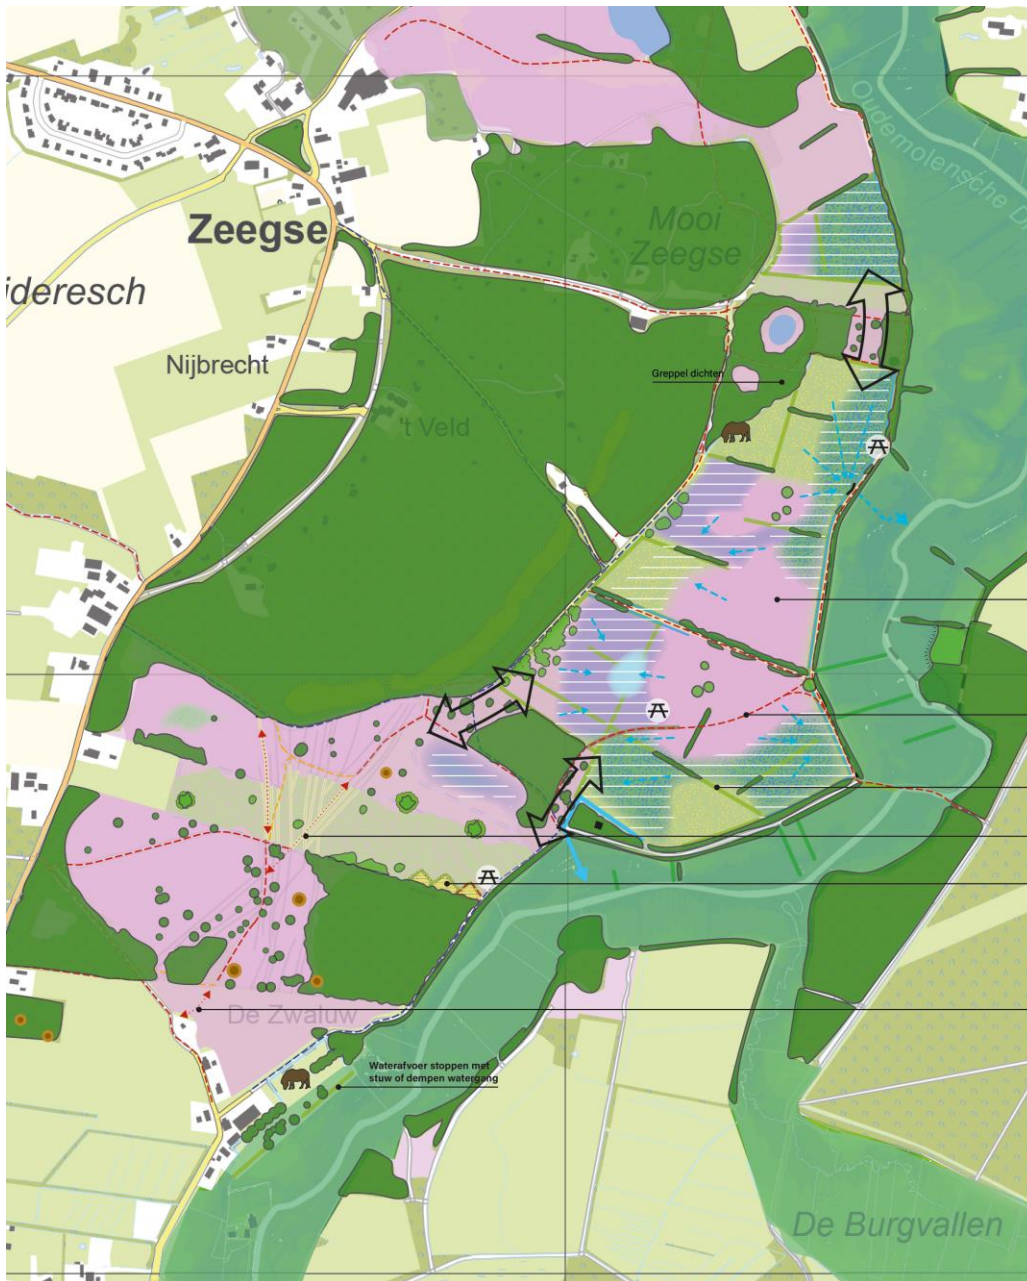 Oudemolensche D
Mooi
Zeegse
Zeegse
ideresch
Nijbrecht
Greppel dichten
't Veld
De Zwaluw
Waterafvoer stoppen met
stuw of dempen watergang
De Burgvallen